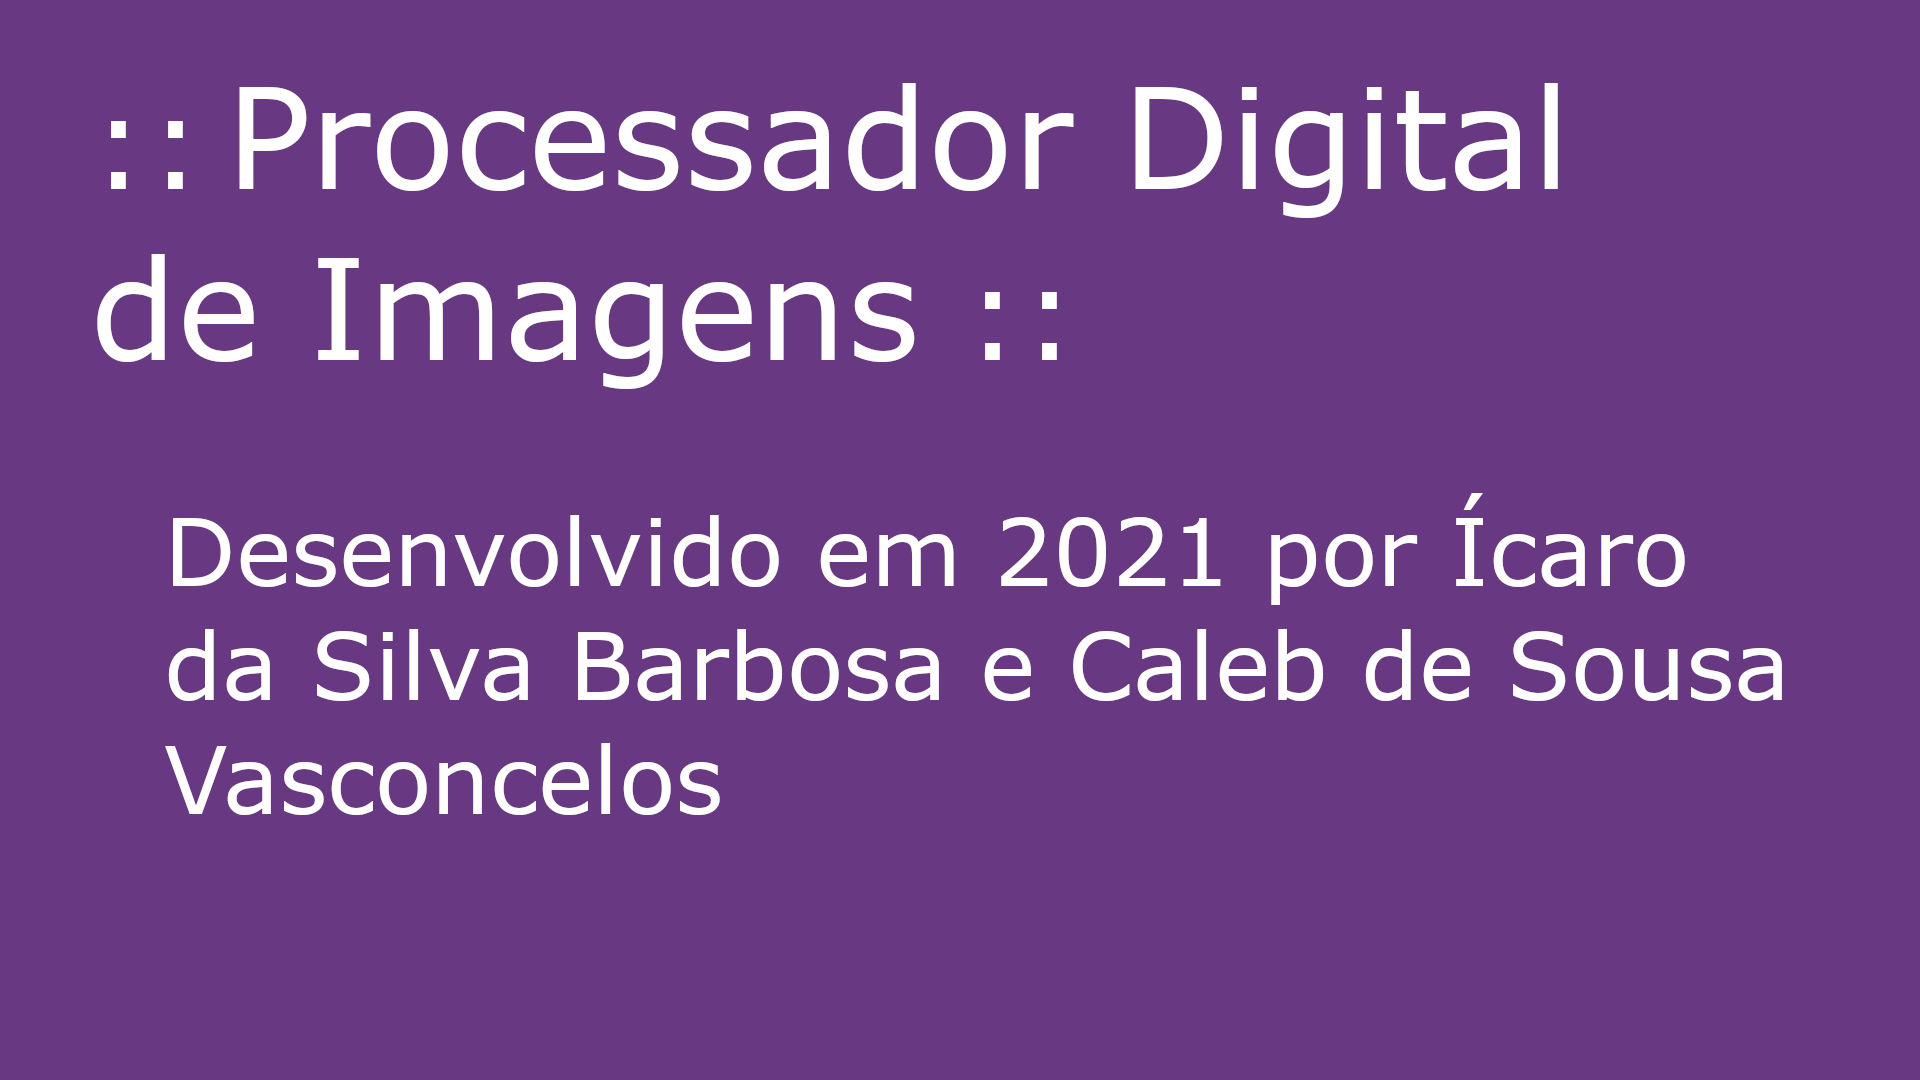 :: Processador Digital
de Imagens ::
Desenvolvido em 2021 por Ícaro
da Silva Barbosa e Caleb de Sousa
Vasconcelos